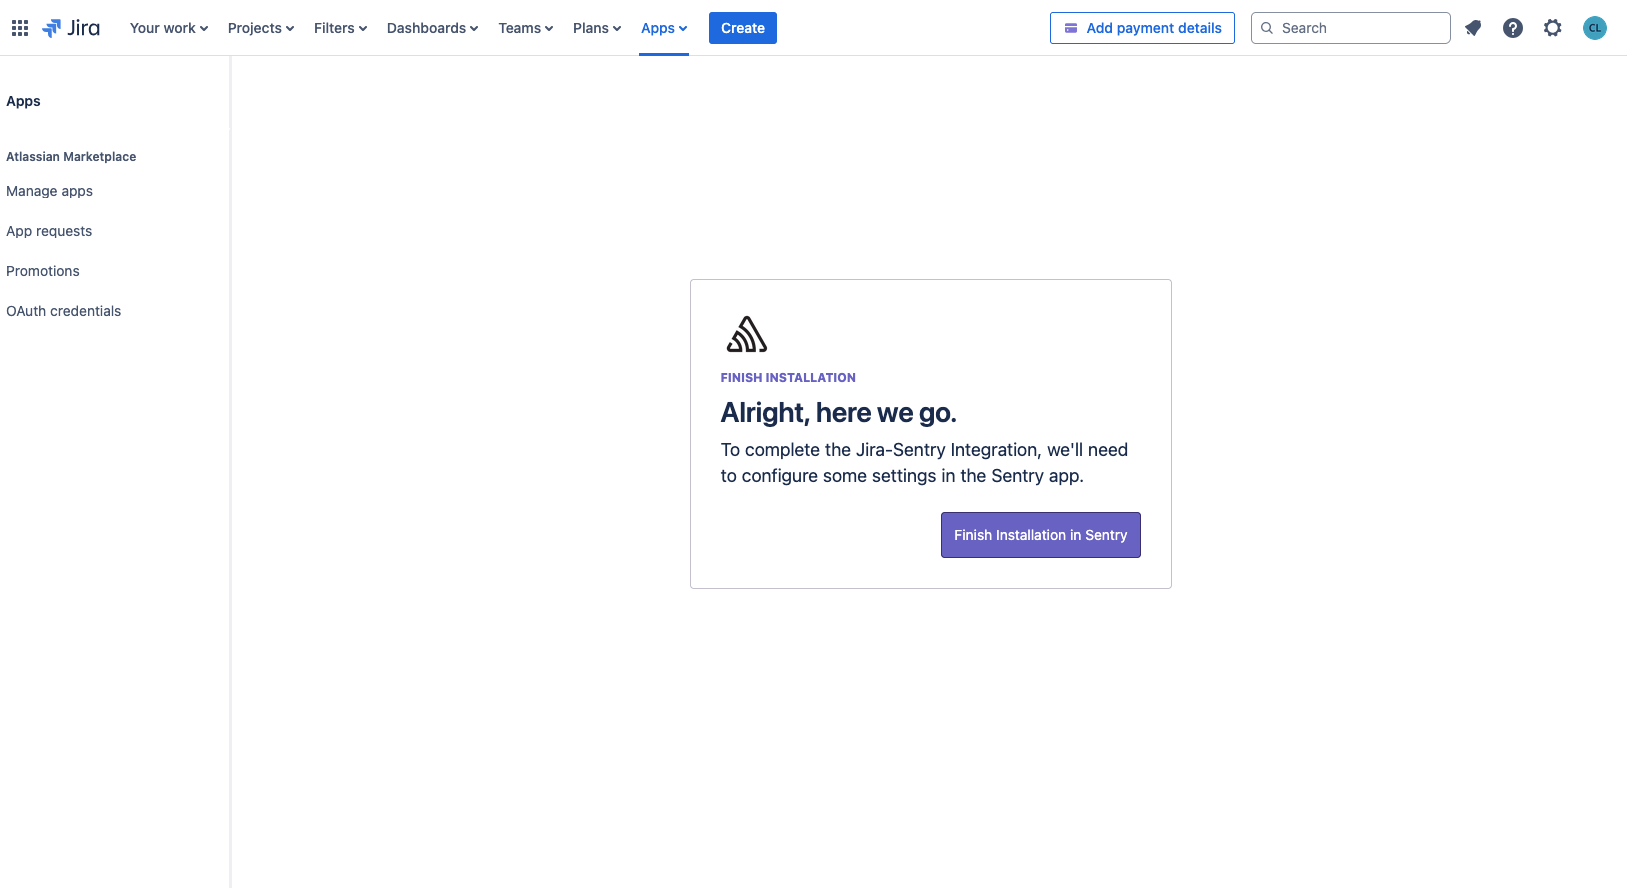 Jira
Your work
Projects
Filters
Dashboards
Teams
Plans
Apps
Create
Add payment details
Search
CL
Apps
Atlassian Marketplace
Manage apps
App requests
Promotions
OAuth credentials
FINISH INSTALLATION
Alright, here we go.
To complete the Jira-Sentry Integration, we'll need
to configure some settings in the Sentry app.
Finish Installation in Sentry